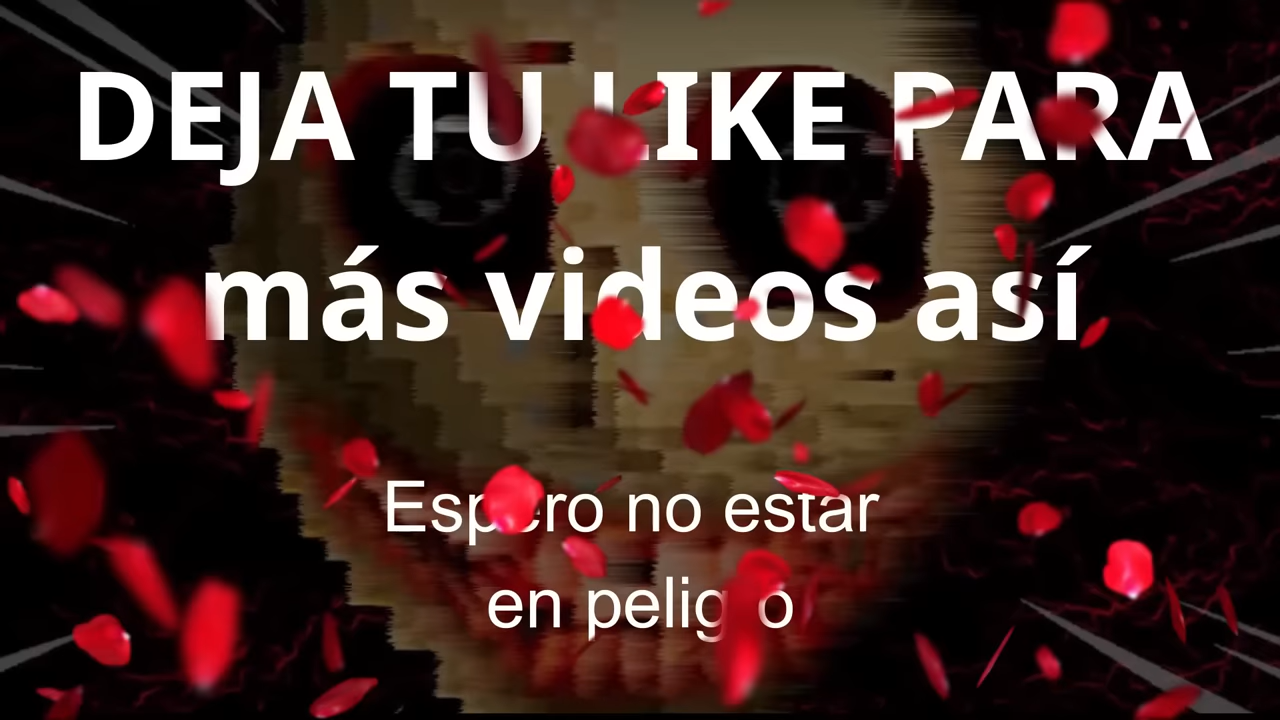 DEJA TU LIKE PARA
más videos así
Espero no estar
en peligro